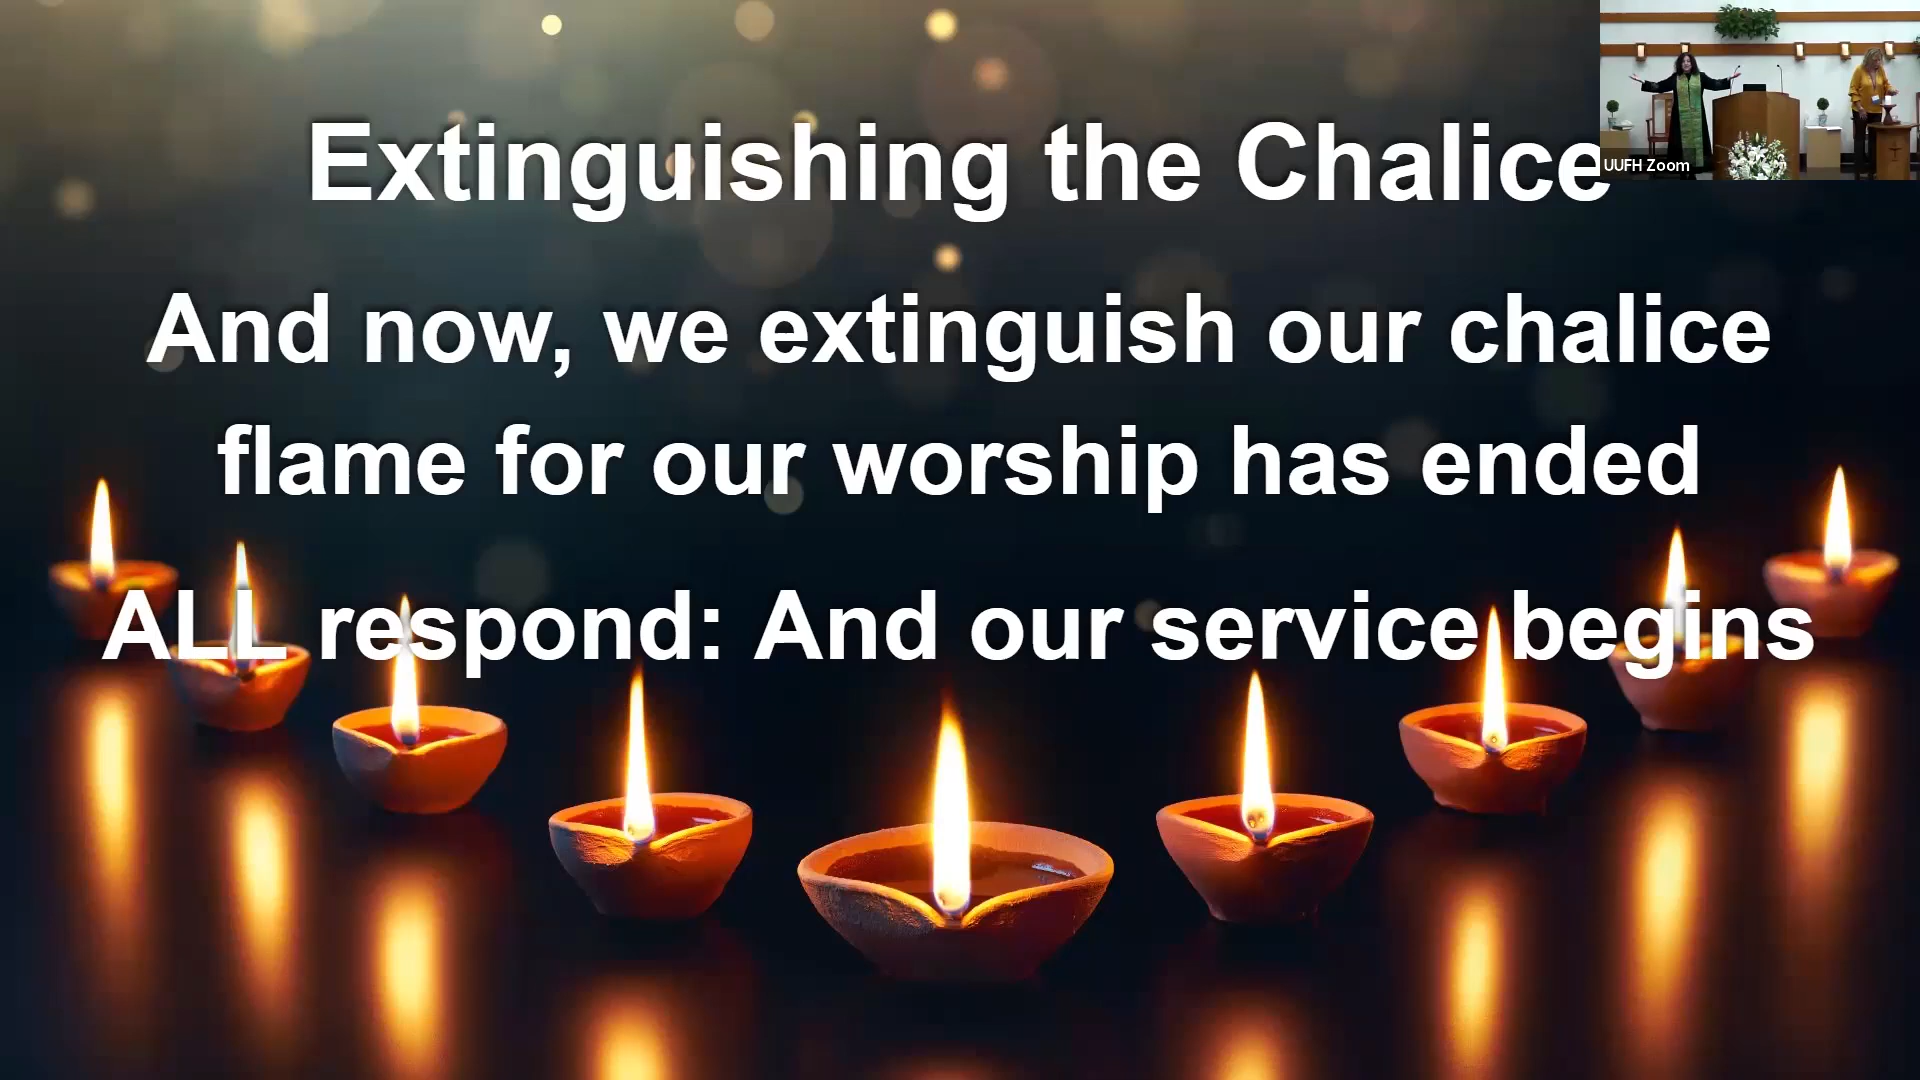 Extinguishing the Chalice
UUFH Zoom
And now, we extinguish our chalice
flame for our worship has ended
ALL respond: And our service begins